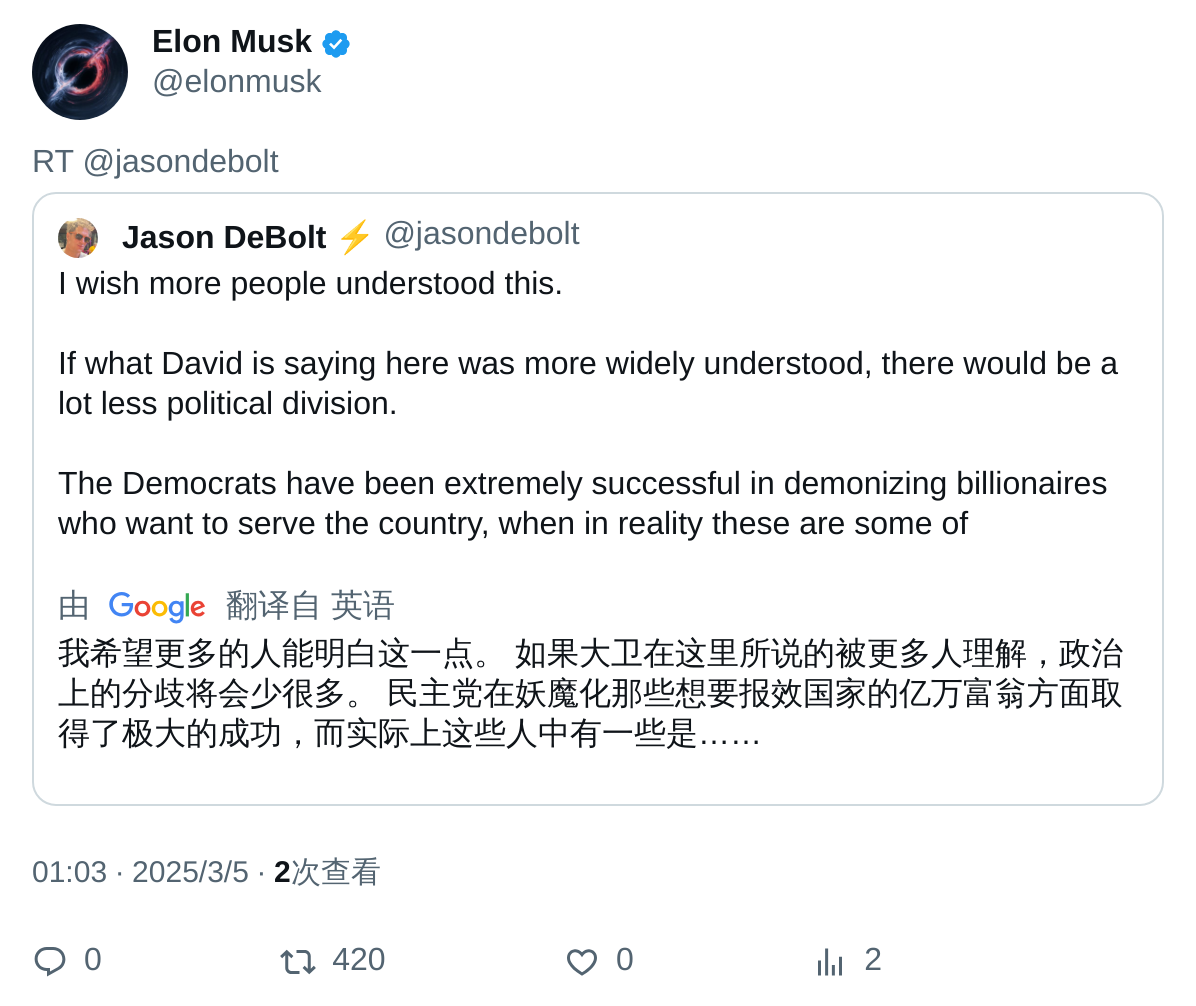 Elon Musk
@elonmusk
RT @jasondebolt
Jason DeBolt ⚡ @jasondebolt
I wish more people understood this.
If what David is saying here was more widely understood, there would be a
lot less political division.
The Democrats have been extremely successful in demonizing billionaires
who want to serve the country, when in reality these are some of
由 Google 翻译自 英语
我希望更多的人能明白这一点。 如果大卫在这里所说的被更多人理解，政治
上的分歧将会少很多。 民主党在妖魔化那些想要报效国家的亿万富翁方面取
得了极大的成功，而实际上这些人中有一些是……
01:03 · 2025/3/5 · 2次查看
0 420 0 2